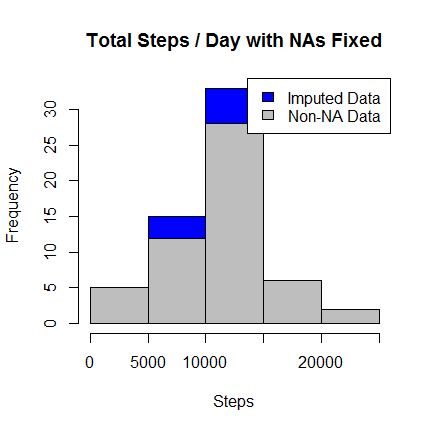 Total Steps / Day with NAs Fixed
Imputed Data
Non-NA Data
Frequency
30
25
20
15
10
5
0
0 5000 10000 20000
Steps